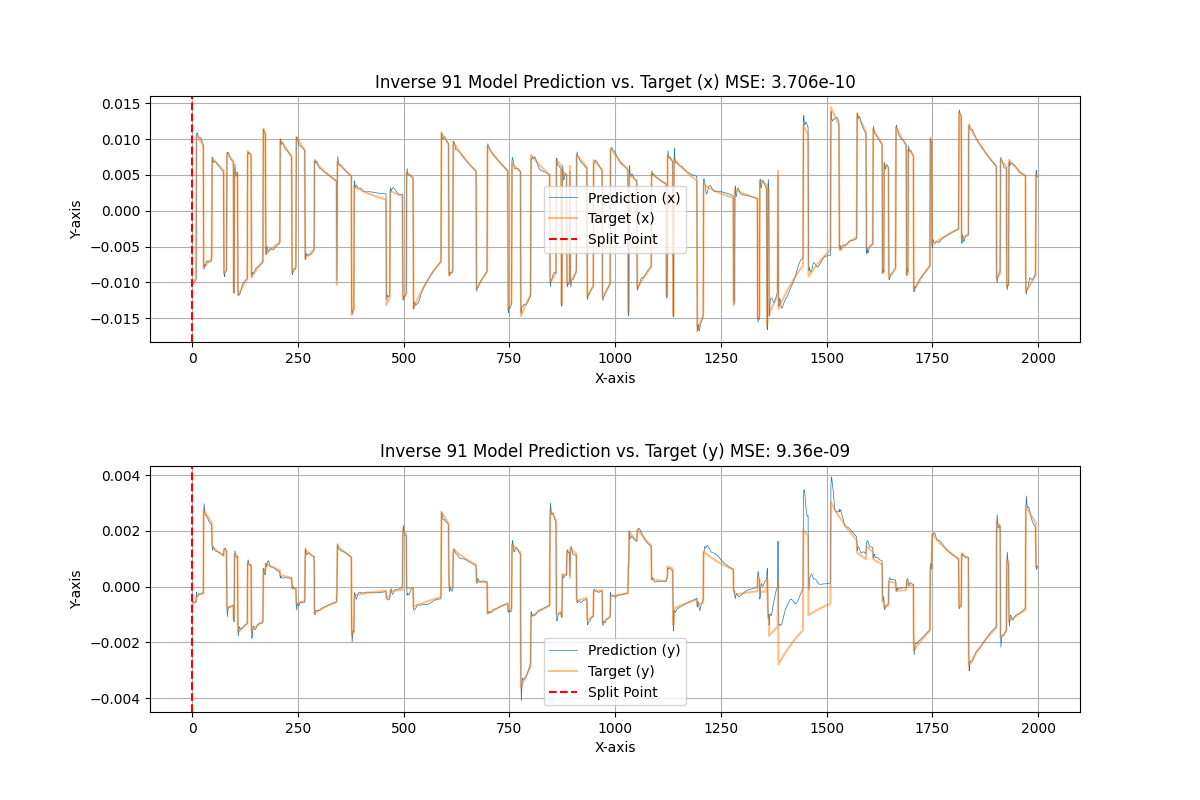 Inverse 91 Model Prediction vs. Target (x) MSE: 3.706e-10
0.015
0.010
0.005
0.000
−0.005
−0.010
−0.015
Y-axis
Prediction (x)
Target (x)
Split Point
0 250 500 750 1000 1250 1500 1750 2000
X-axis
Inverse 91 Model Prediction vs. Target (y) MSE: 9.36e-09
0.004
0.002
0.000
−0.002
−0.004
Y-axis
Prediction (y)
Target (y)
Split Point
0 250 500 750 1000 1250 1500 1750 2000
X-axis